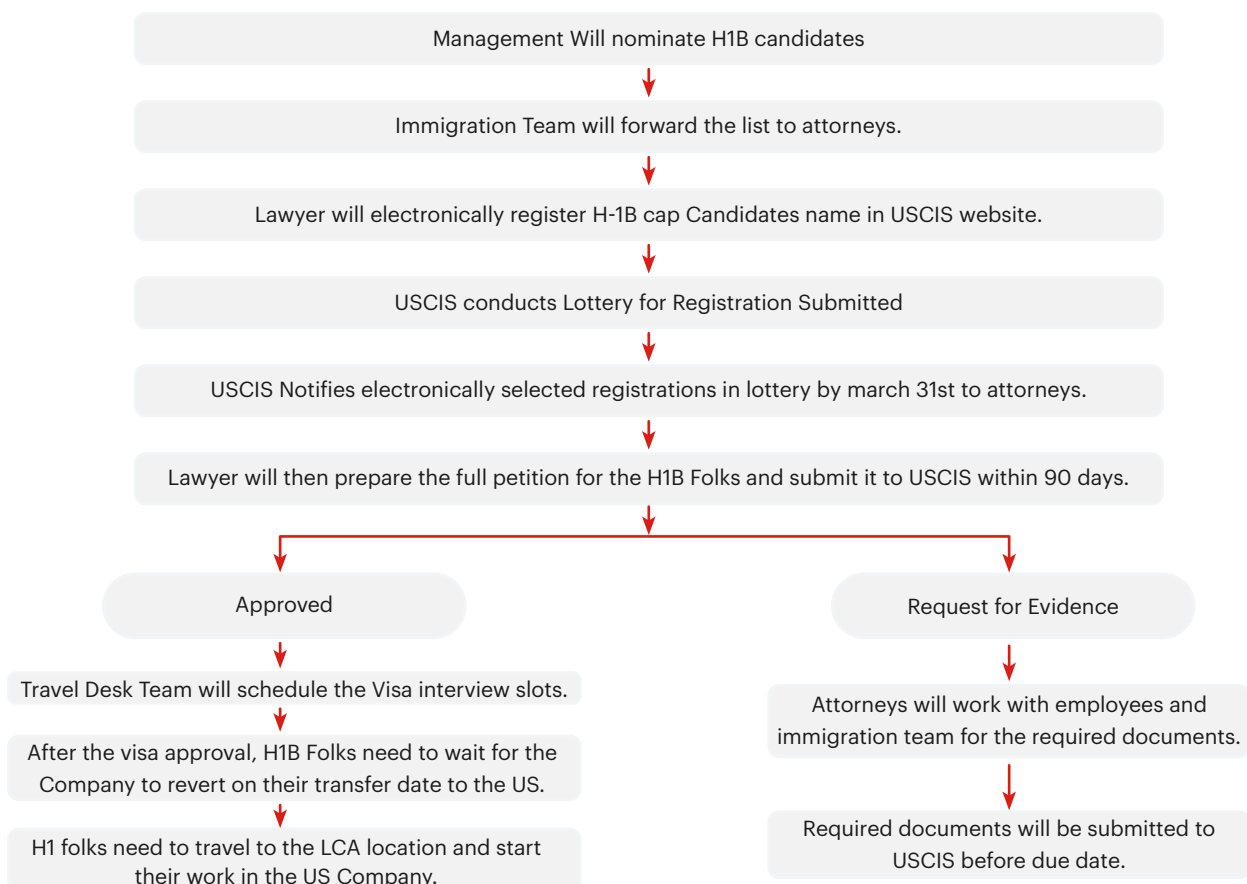 Management Will nominate H1B candidates
Immigration Team will forward the list to attorneys.
Lawyer will electronically register H-1B cap Candidates name in USCIS website.
USCIS conducts Lottery for Registration Submitted
USCIS Notifies electronically selected registrations in lottery by march 31st to attorneys.
Lawyer will then prepare the full petition for the H1B Folks and submit it to USCIS within 90 days.
Approved
Travel Desk Team will schedule the Visa interview slots.
After the visa approval, H1B Folks need to wait for the
Company to revert on their transfer date to the US.
H1 folks need to travel to the LCA location and start
their work in the US Company.
Request for Evidence
Attorneys will work with employees and
immigration team for the required documents.
Required documents will be submitted to
USCIS before due date.